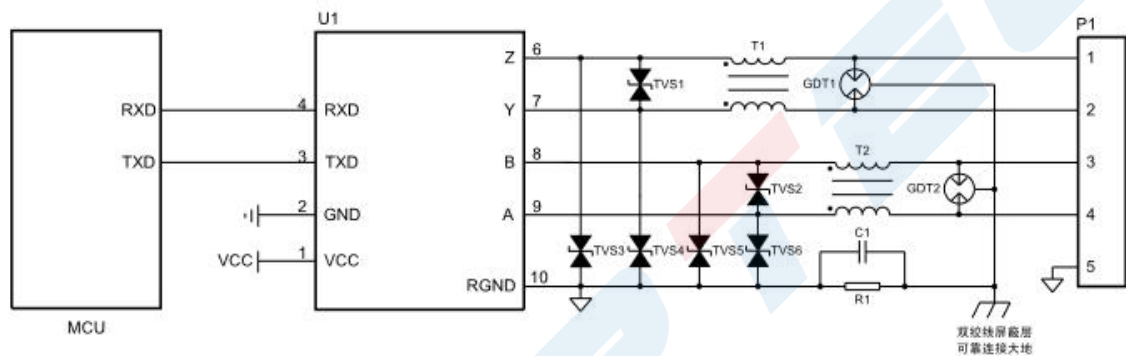 U1
P1
Z 6
T1
1
TVS1
GDT1
RXD
4 RXD
Y 7
2
TXD
3 TXD
B 8
T2
3
TVS2
GDT2
2 GND
A 9
4
C1
VCC
1 VCC
TVS3
TVS4
TVS5
TVS6
5
RGND 10
R1
MCU
双绞线屏蔽层
可靠连接大地